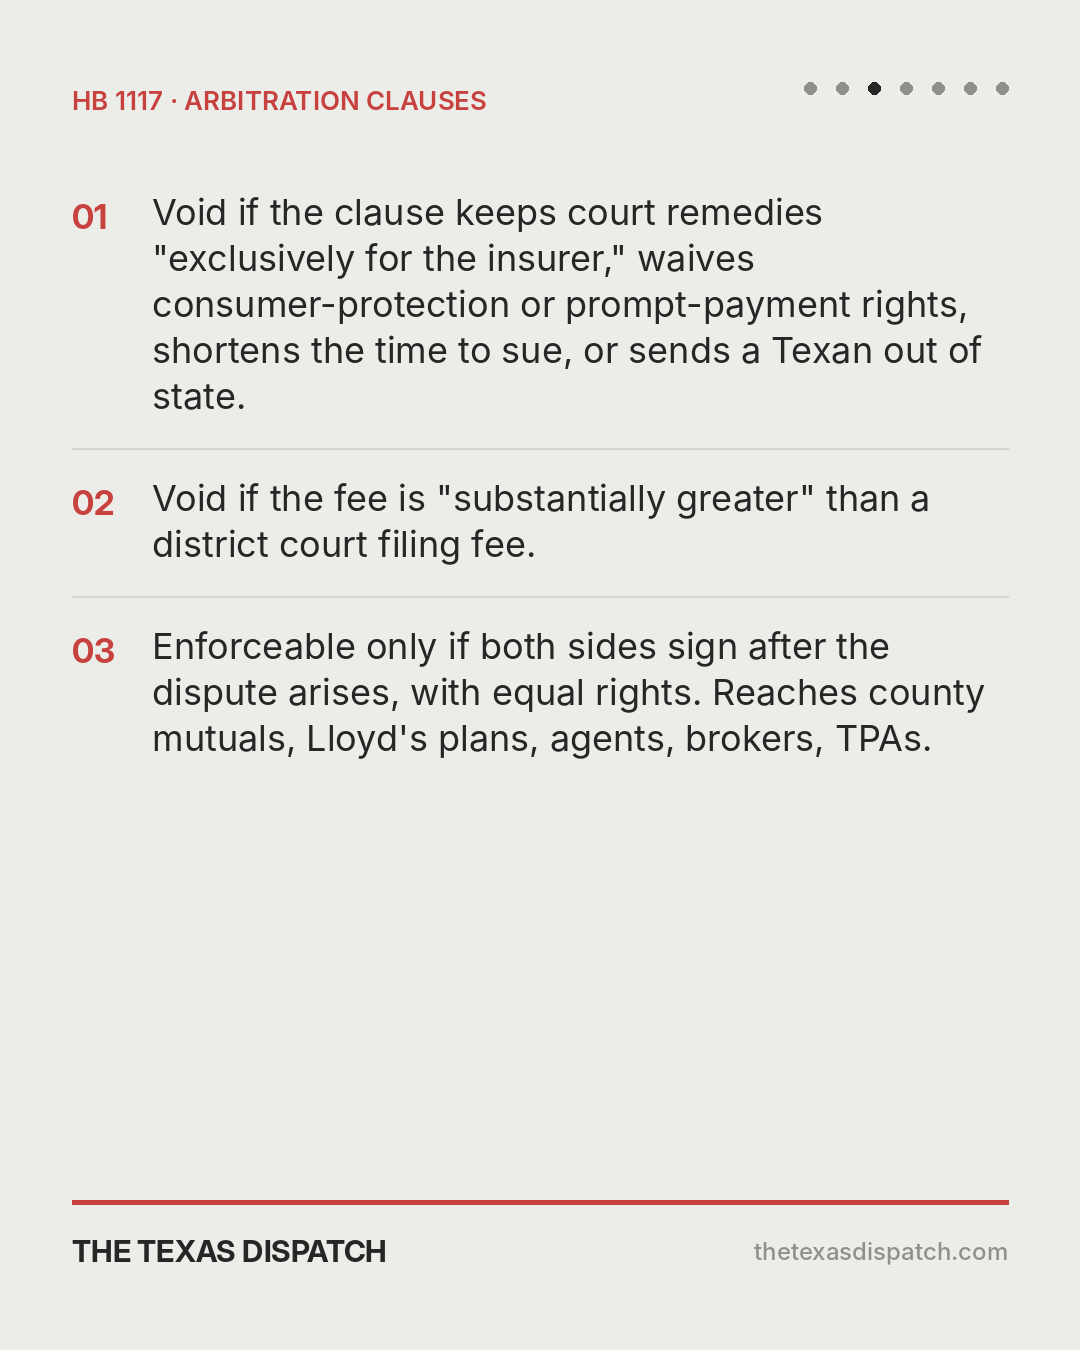 HB 1117 · ARBITRATION CLAUSES
01
Void if the clause keeps court remedies
"exclusively for the insurer," waives
consumer-protection or prompt-payment rights,
shortens the time to sue, or sends a Texan out of
state.
02
Void if the fee is "substantially greater" than a
district court filing fee.
03
Enforceable only if both sides sign after the
dispute arises, with equal rights. Reaches county
mutuals, Lloyd's plans, agents, brokers, TPAs.
THE TEXAS DISPATCH
thetexasdispatch.com